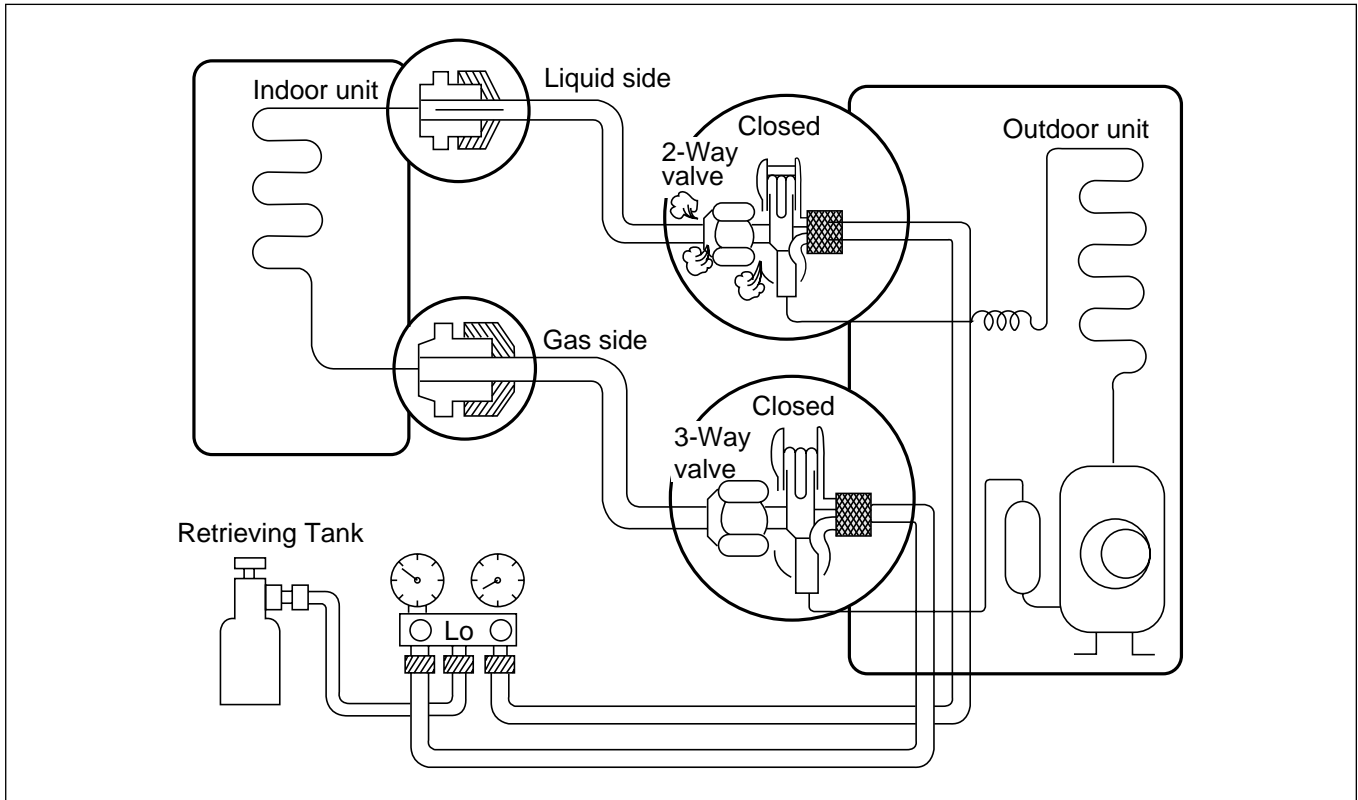 Indoor unit
Liquid side
Closed
2-Way
valve
Outdoor unit
Gas side
Closed
3-Way
valve
Retrieving Tank
Lo